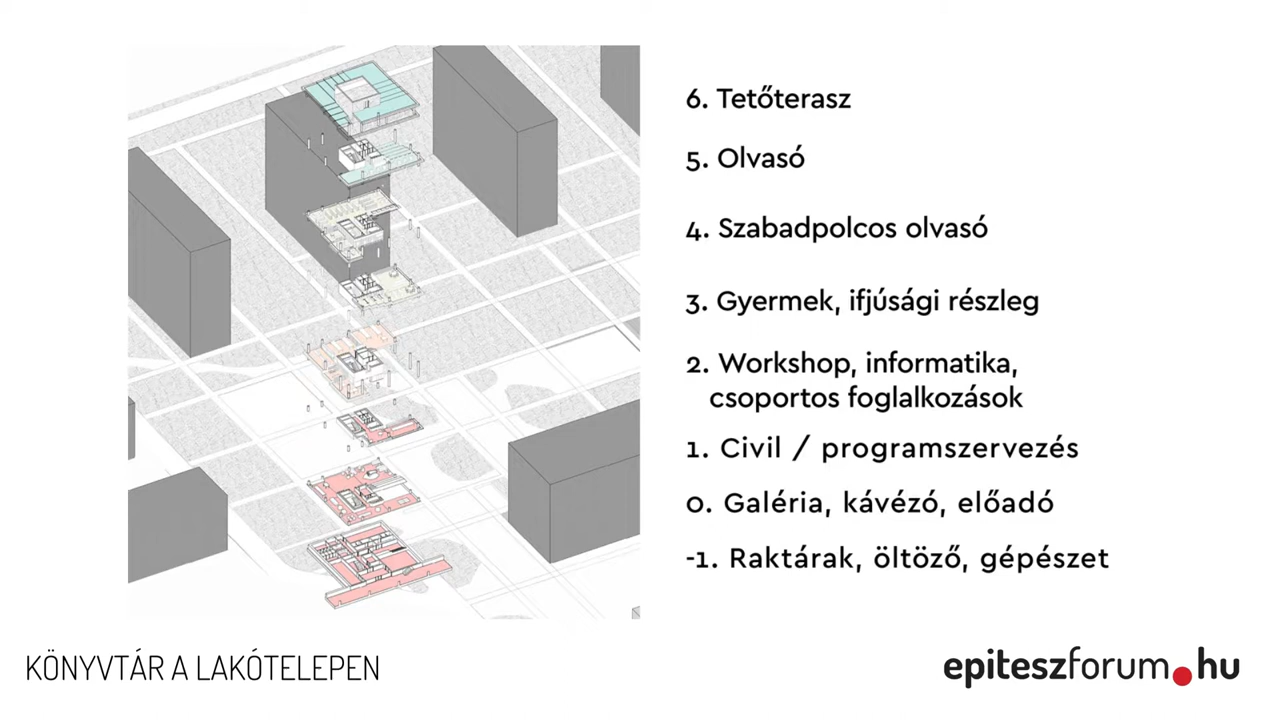 6. Tetőterasz
5. Olvasó
4. Szabadpolcos olvasó
3. Gyermek, ifjúsági részleg
2. Workshop, informatika,
csoportos foglalkozások
1. Civil / programszervezés
0. Galéria, kávézó, előadó
-1. Raktárak, öltöző, gépészet
KÖNYVTÁR A LAKÓTELEPEN
epiteszforum.hu